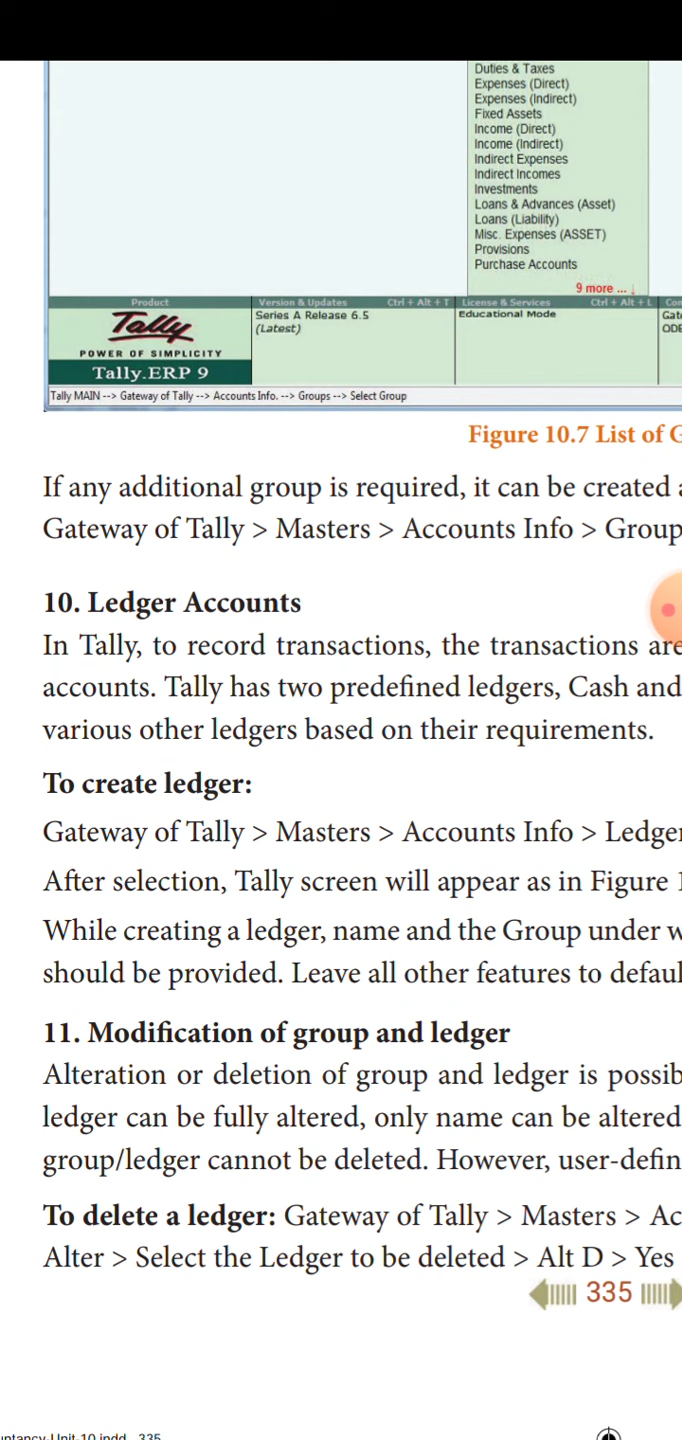 Duties & Taxes
Expenses (Direct)
Expenses (Indirect)
Fixed Assets
Income (Direct)
Income (Indirect)
Indirect Expenses
Indirect Incomes
Investments
Loans & Advances (Asset)
Loans (Liability)
Misc. Expenses (ASSET)
Provisions
Purchase Accounts
9 more ... ↓
Product Version & Updates Ctrl + Alt + T License & Services Ctrl + Alt + L
Tally
POWER OF SIMPLICITY
Tally.ERP 9
Series A Release 6.5
(Latest)
Educational Mode
Tally MAIN --> Gateway of Tally --> Accounts Info. --> Groups --> Select Group
Figure 10.7 List of G
If any additional group is required, it can be created
Gateway of Tally > Masters > Accounts Info > Group
10. Ledger Accounts
In Tally, to record transactions, the transactions are
accounts. Tally has two predefined ledgers, Cash and
various other ledgers based on their requirements.
To create ledger:
Gateway of Tally > Masters > Accounts Info > Ledger
After selection, Tally screen will appear as in Figure 1
While creating a ledger, name and the Group under w
should be provided. Leave all other features to defaul
11. Modification of group and ledger
Alteration or deletion of group and ledger is possib
ledger can be fully altered, only name can be altered
group/ledger cannot be deleted. However, user-defin
To delete a ledger: Gateway of Tally > Masters > Ac
Alter > Select the Ledger to be deleted > Alt D > Yes
335
untancy-Unit-10.indd 335